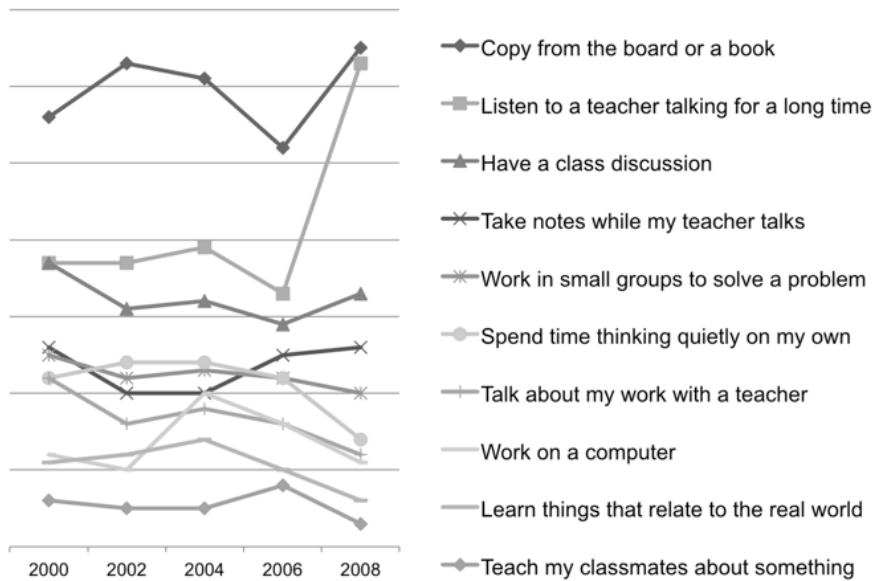 Copy from the board or a book
Listen to a teacher talking for a long time
Have a class discussion
Take notes while my teacher talks
Work in small groups to solve a problem
Spend time thinking quietly on my own
Talk about my work with a teacher
Work on a computer
Learn things that relate to the real world
Teach my classmates about something
2000 2002 2004 2006 2008